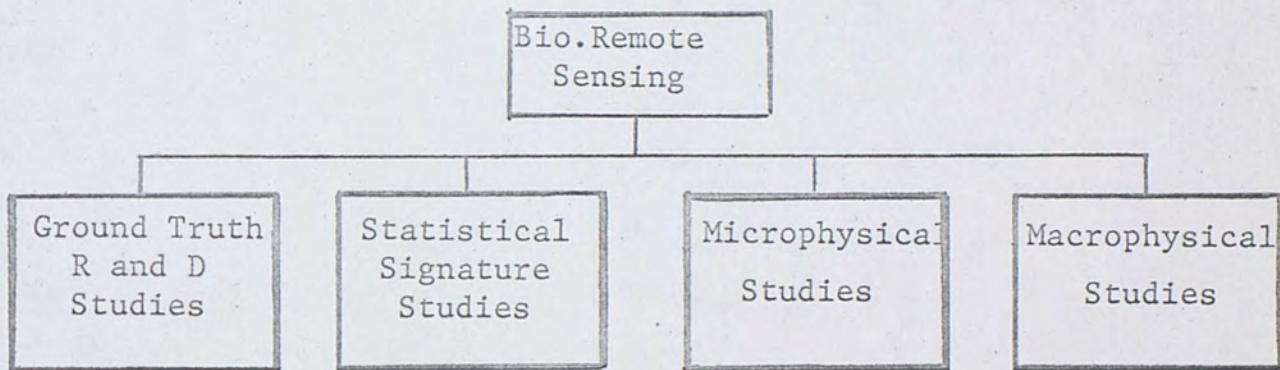 Bio.Remote
Sensing
Ground Truth
R and D
Studies
Statistical
Signature
Studies
Microphysical
Studies
Macrophysical
Studies